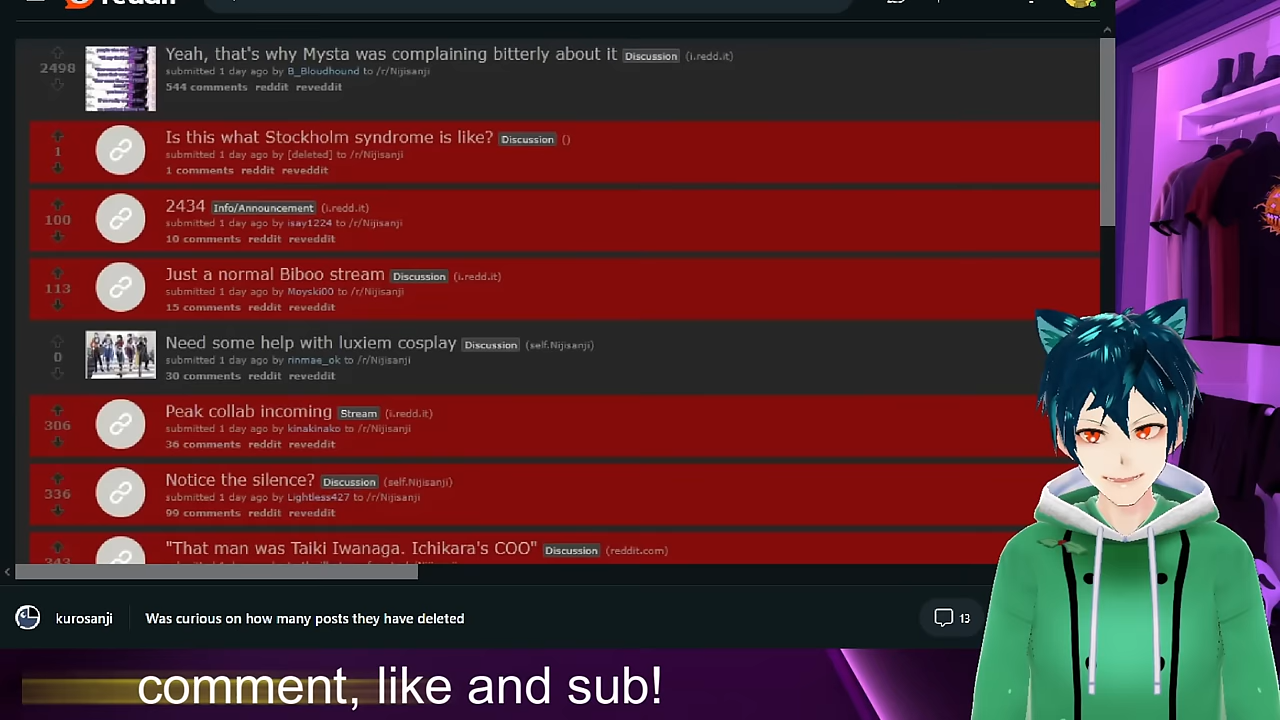 reddit
2498
Yeah, that's why Mysta was complaining bitterly about it Discussion (i.redd.it)
submitted 1 day ago by B_Bloudhound to /r/Nijisanji
544 comments reddit reveddit
1
Is this what Stockholm syndrome is like? Discussion ()
submitted 1 day ago by [deleted] to /r/Nijisanji
1 comments reddit reveddit
100
2434 Info/Announcement (i.redd.it)
submitted 1 day ago by isay1224 to /r/Nijisanji
10 comments reddit reveddit
113
Just a normal Biboo stream Discussion (i.redd.it)
submitted 1 day ago by Moyski00 to /r/Nijisanji
15 comments reddit reveddit
0
Need some help with luxiem cosplay Discussion (self.Nijisanji)
submitted 1 day ago by rinmae_ok to /r/Nijisanji
30 comments reddit reveddit
306
Peak collab incoming Stream (i.redd.it)
submitted 1 day ago by kinakinako to /r/Nijisanji
36 comments reddit reveddit
336
Notice the silence? Discussion (self.Nijisanji)
submitted 1 day ago by Lightless427 to /r/Nijisanji
99 comments reddit reveddit
343
"That man was Taiki Iwanaga. Ichikara's COO" Discussion (reddit.com)
kurosanji
Was curious on how many posts they have deleted
13
comment, like and sub!